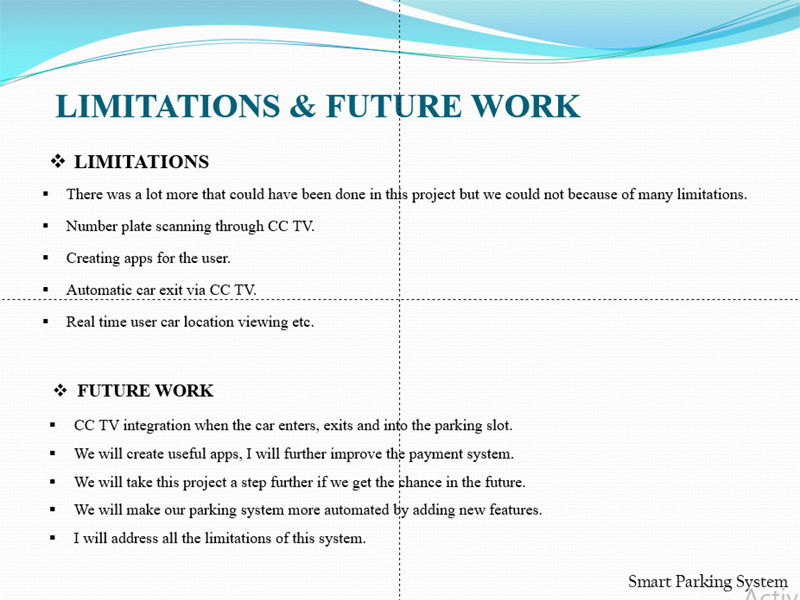 LIMITATIONS & FUTURE WORK
❖ LIMITATIONS
▪ There was a lot more that could have been done in this project but we could not because of many limitations.
▪ Number plate scanning through CC TV.
▪ Creating apps for the user.
▪ Automatic car exit via CC TV.
▪ Real time user car location viewing etc.
❖ FUTURE WORK
▪ CC TV integration when the car enters, exits and into the parking slot.
▪ We will create useful apps, I will further improve the payment system.
▪ We will take this project a step further if we get the chance in the future.
▪ We will make our parking system more automated by adding new features.
▪ I will address all the limitations of this system.
Smart Parking System